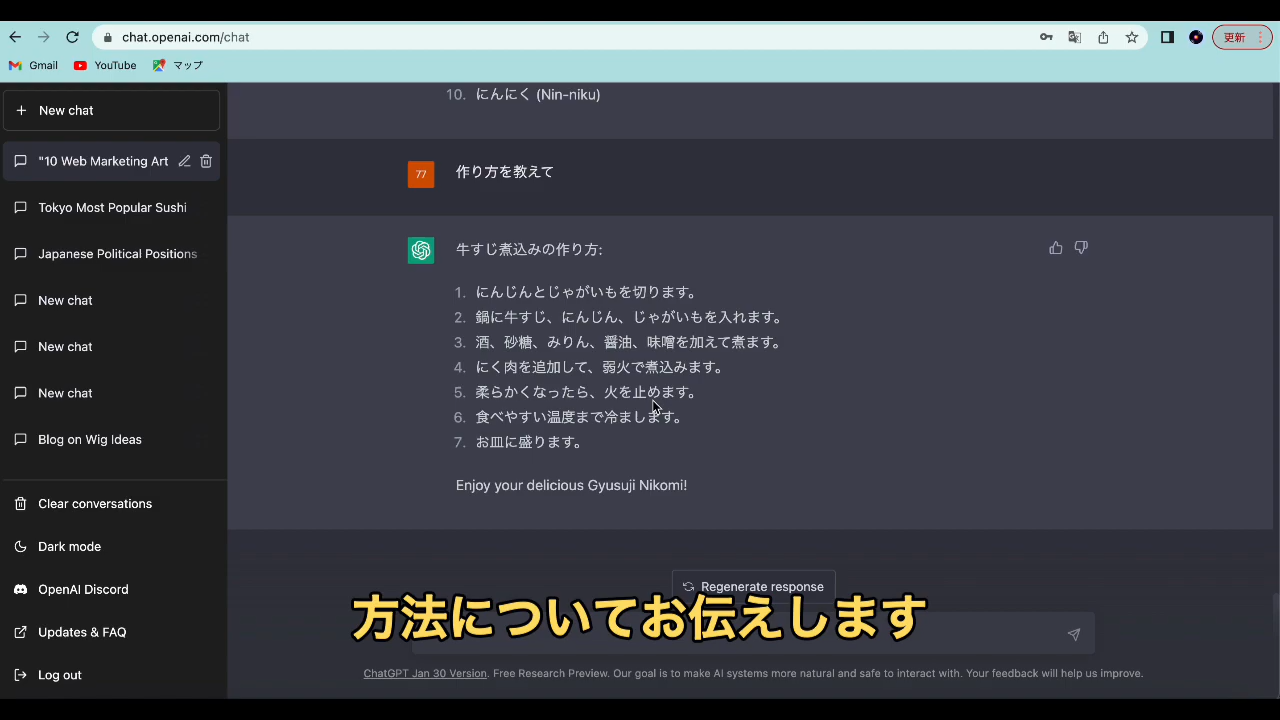 chat.openai.com/chat
更新
Gmail
YouTube
マップ
New chat
"10 Web Marketing Art
Tokyo Most Popular Sushi
Japanese Political Positions
New chat
New chat
New chat
Blog on Wig Ideas
Clear conversations
Dark mode
OpenAI Discord
Updates & FAQ
Log out
10. にんにく (Nin-niku)
77
作り方を教えて
牛すじ煮込みの作り方:
1. にんじんとじゃがいもを切ります。
2. 鍋に牛すじ、にんじん、じゃがいもを入れます。
3. 酒、砂糖、みりん、醤油、味噌を加えて煮ます。
4. にく肉を追加して、弱火で煮込みます。
5. 柔らかくなったら、火を止めます。
6. 食べやすい温度まで冷まします。
7. お皿に盛ります。
Enjoy your delicious Gyusuji Nikomi!
Regenerate response
方法についてお伝えします
ChatGPT Jan 30 Version. Free Research Preview. Our goal is to make AI systems more natural and safe to interact with. Your feedback will help us improve.